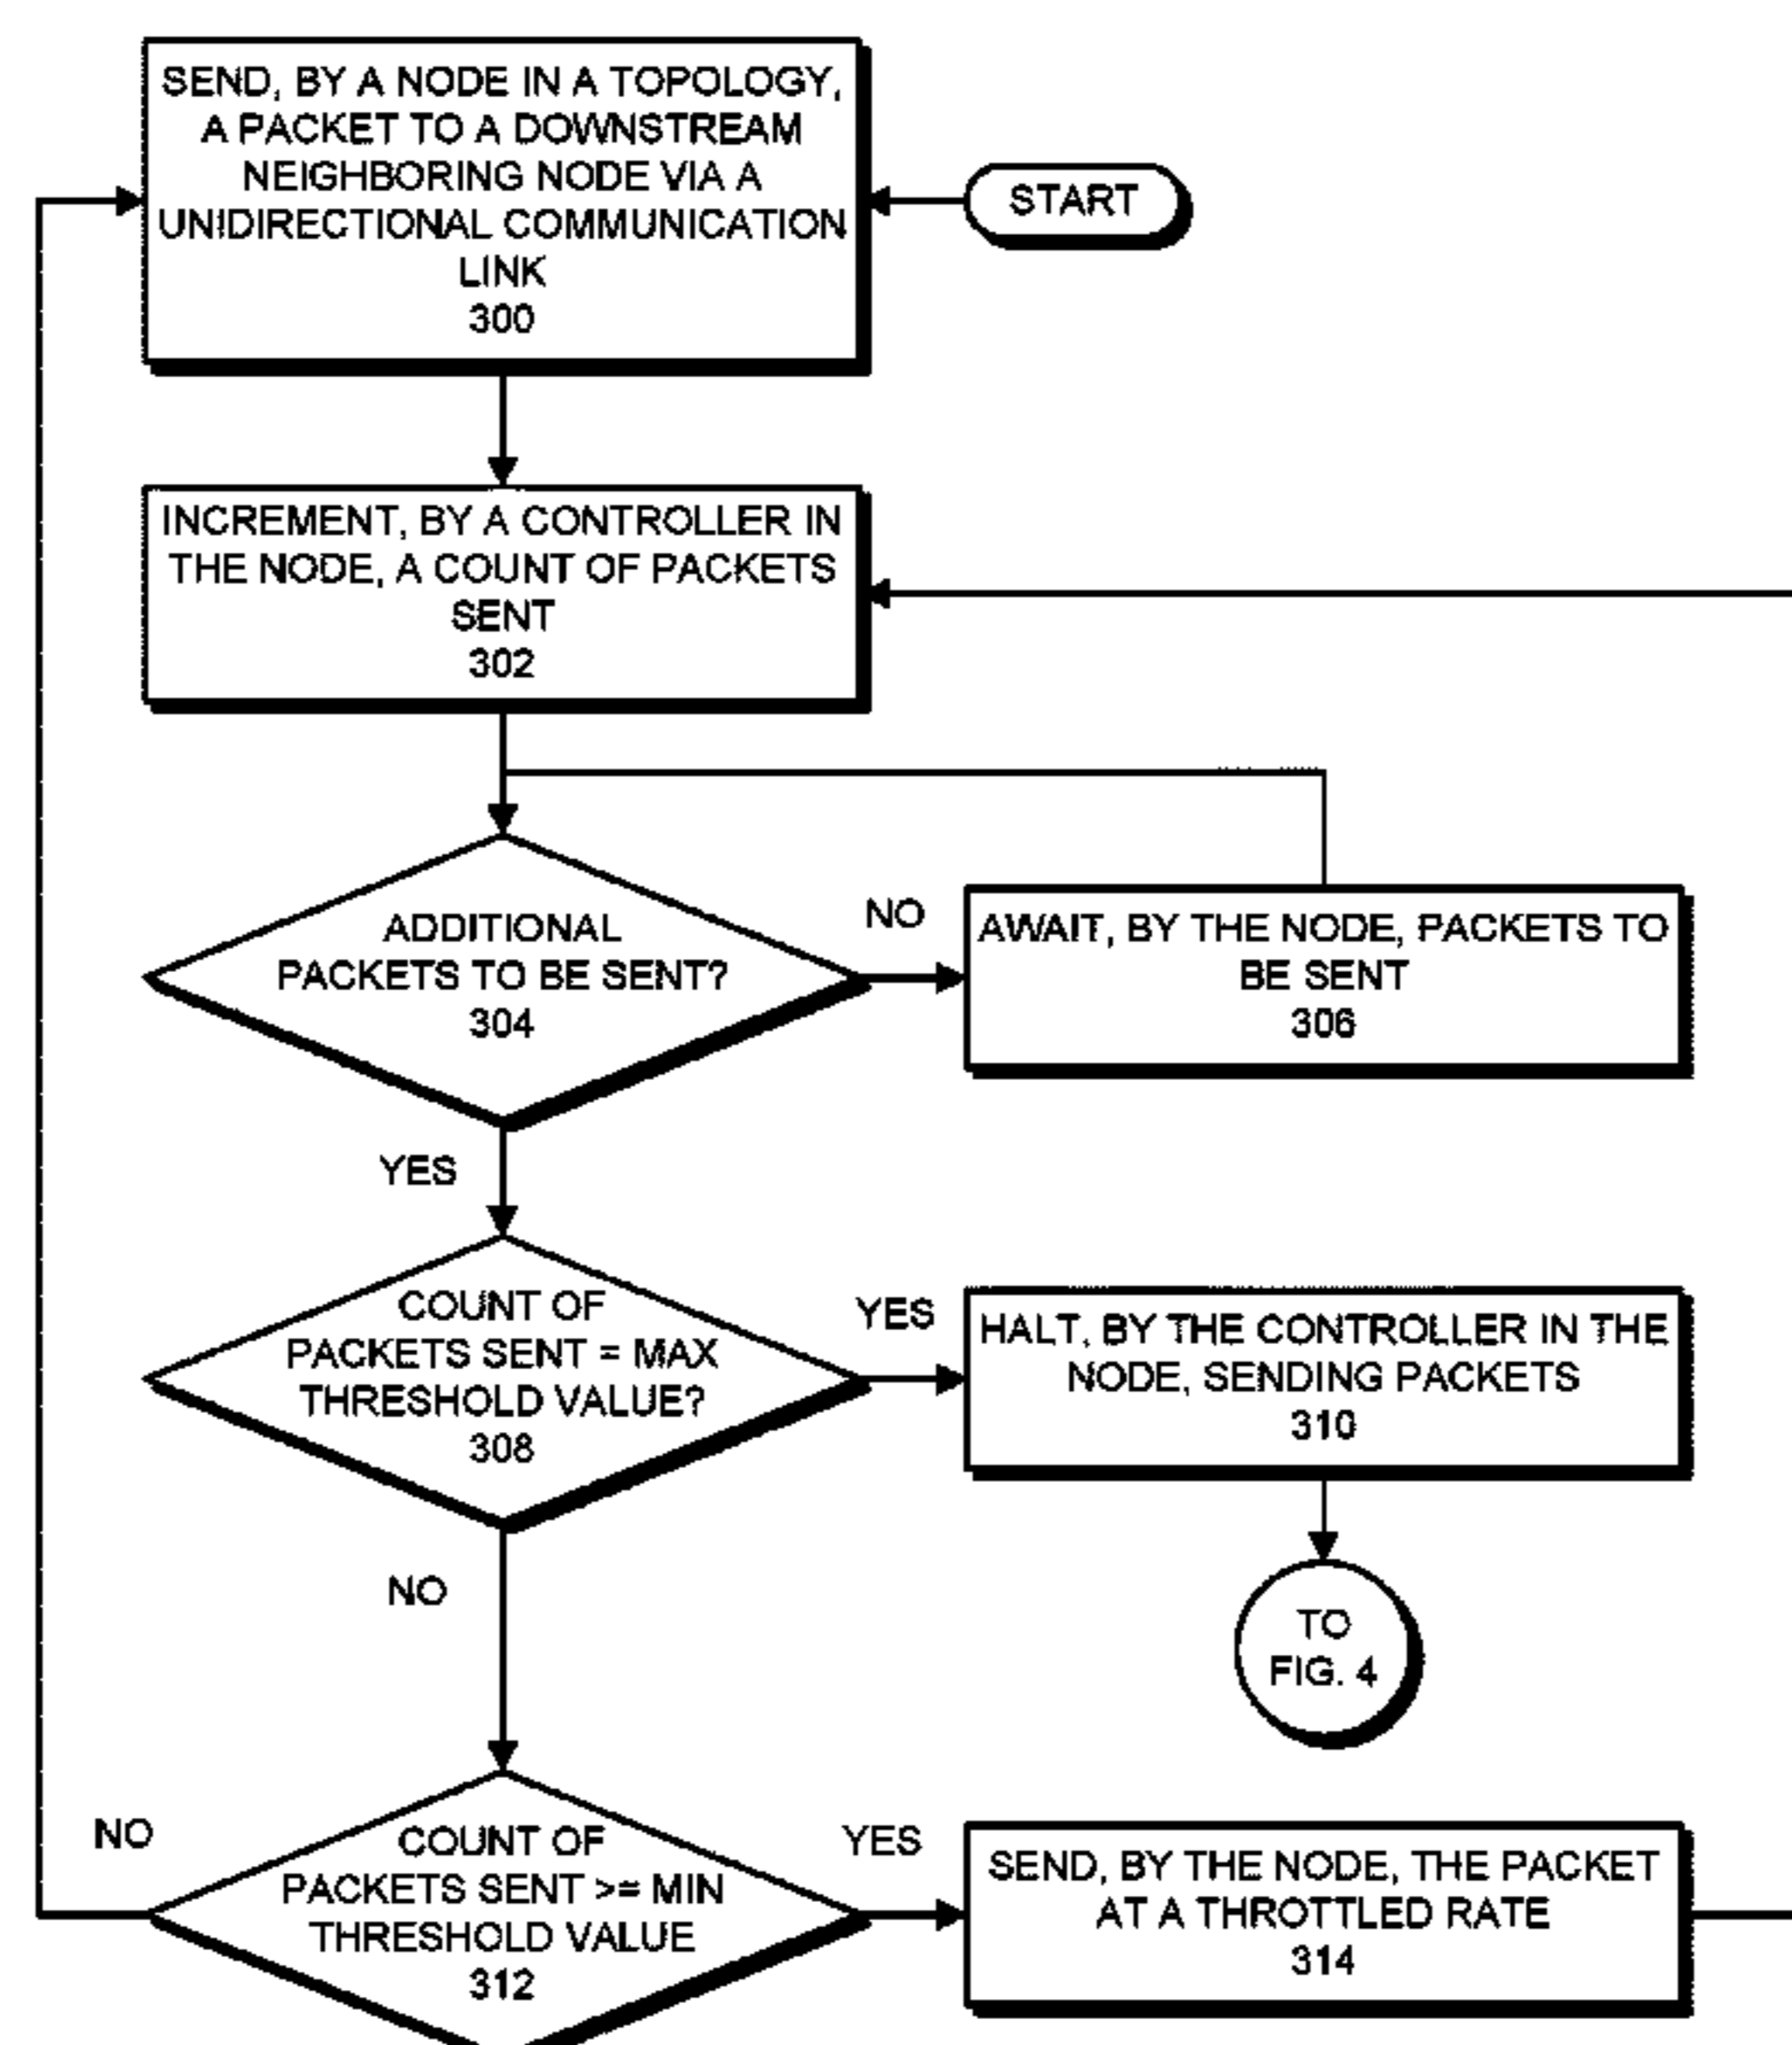 SEND, BY A NODE IN A TOPOLOGY,
A PACKET TO A DOWNSTREAM
NEIGHBORING NODE VIA A
UNIDIRECTIONAL COMMUNICATION
LINK
300
START
INCREMENT, BY A CONTROLLER IN
THE NODE, A COUNT OF PACKETS
SENT
302
ADDITIONAL
PACKETS TO BE SENT?
304
NO
AWAIT, BY THE NODE, PACKETS TO
BE SENT
306
YES
COUNT OF
PACKETS SENT = MAX
THRESHOLD VALUE?
308
YES
HALT, BY THE CONTROLLER IN THE
NODE, SENDING PACKETS
310
NO
TO
FIG. 4
NO
COUNT OF
PACKETS SENT >= MIN
THRESHOLD VALUE
312
YES
SEND, BY THE NODE, THE PACKET
AT A THROTTLED RATE
314